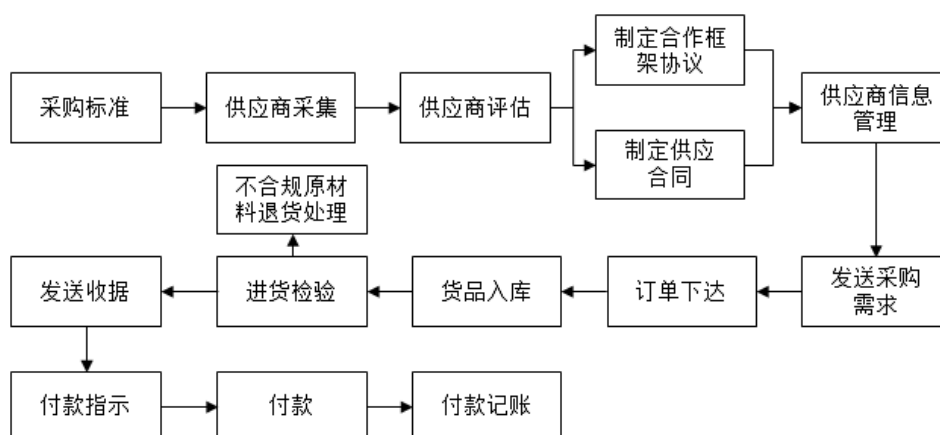 采购标准
供应商采集
供应商评估
制定合作框
架协议
制定供应
合同
供应商信息
管理
不合规原材
料退货处理
发送收据
进货检验
货品入库
订单下达
发送采购
需求
付款指示
付款
付款记账